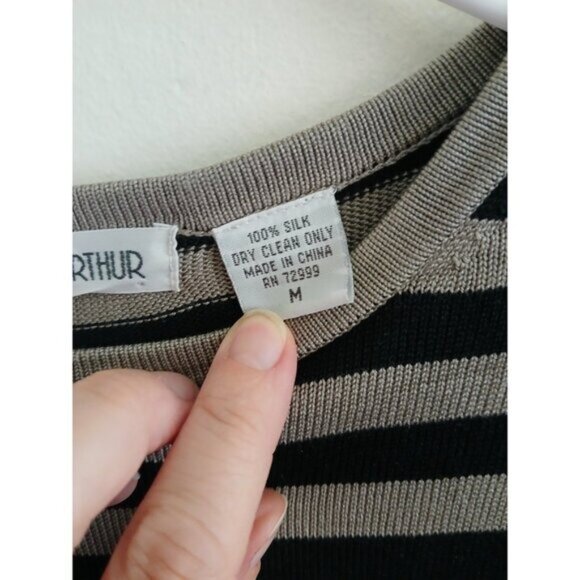 RTHUR
100% SILK
DRY CLEAN ONLY
MADE IN CHINA
RN 72999
M